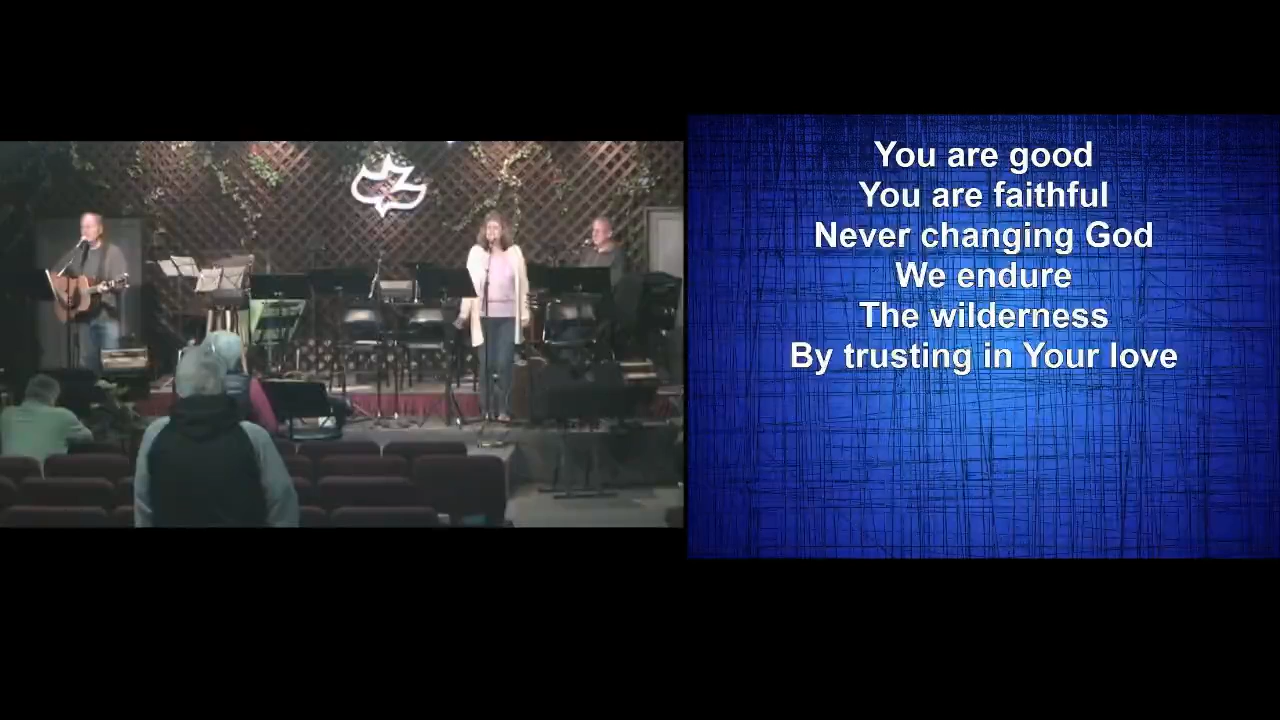 You are good
You are faithful
Never changing God
We endure
The wilderness
By trusting in Your love